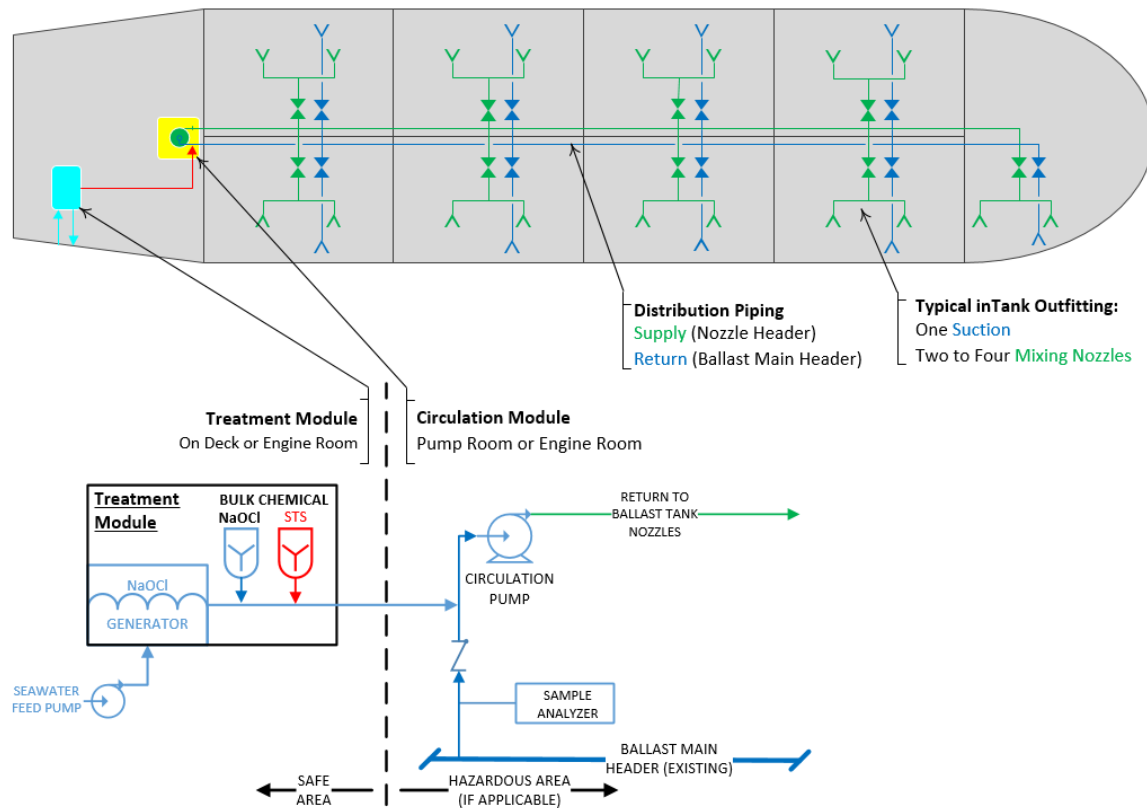 Distribution Piping
Supply (Nozzle Header)
Return (Ballast Main Header)
Typical inTank Outfitting:
One Suction
Two to Four Mixing Nozzles
Treatment Module
On Deck or Engine Room
Circulation Module
Pump Room or Engine Room
Treatment
Module
BULK CHEMICAL
NaOCl
STS
NaOCl
GENERATOR
SEAWATER
FEED PUMP
RETURN TO
BALLAST TANK
NOZZLES
CIRCULATION
PUMP
SAMPLE
ANALYZER
BALLAST MAIN
HEADER (EXISTING)
SAFE
AREA
HAZARDOUS AREA
(IF APPLICABLE)